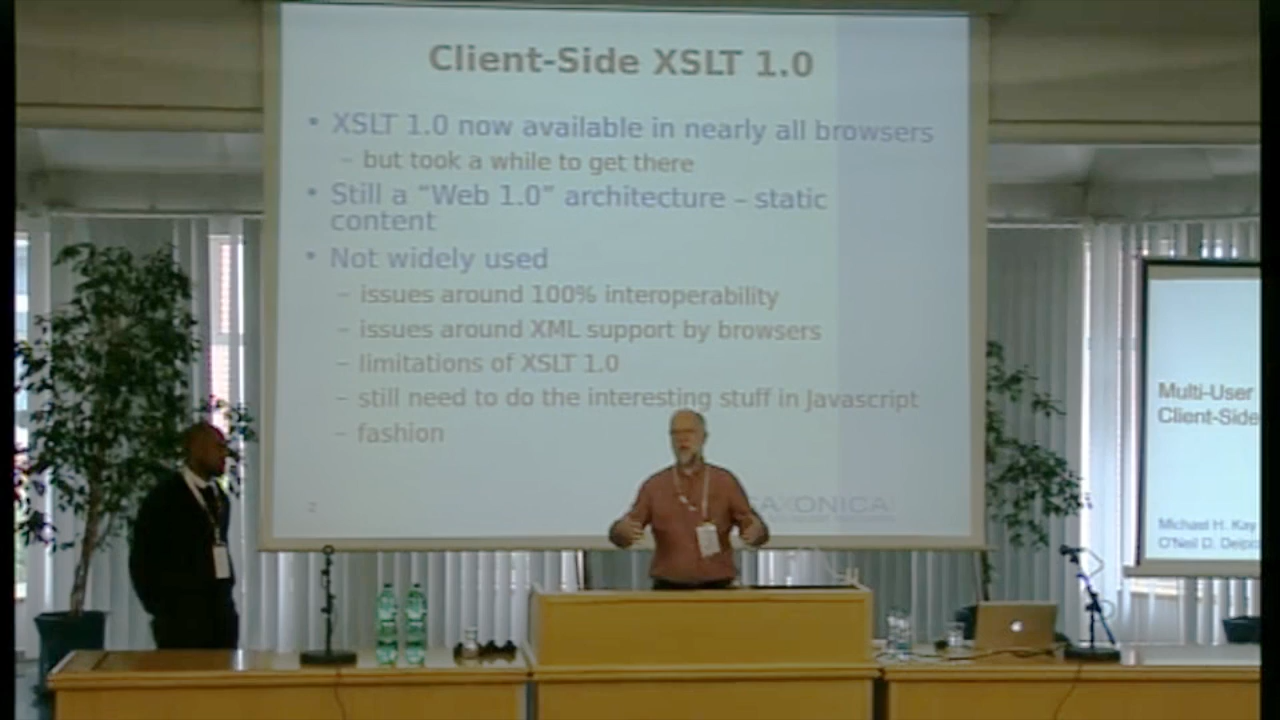 Client-Side XSLT 1.0
• XSLT 1.0 now available in nearly all browsers
– but took a while to get there
• Still a “Web 1.0” architecture – static
content
• Not widely used
– issues around 100% interoperability
– issues around XML support by browsers
– limitations of XSLT 1.0
– still need to do the interesting stuff in Javascript
– fashion
2
AXONICA
Multi-User
Client-Side
Michael H. Kay
O'Neil D.